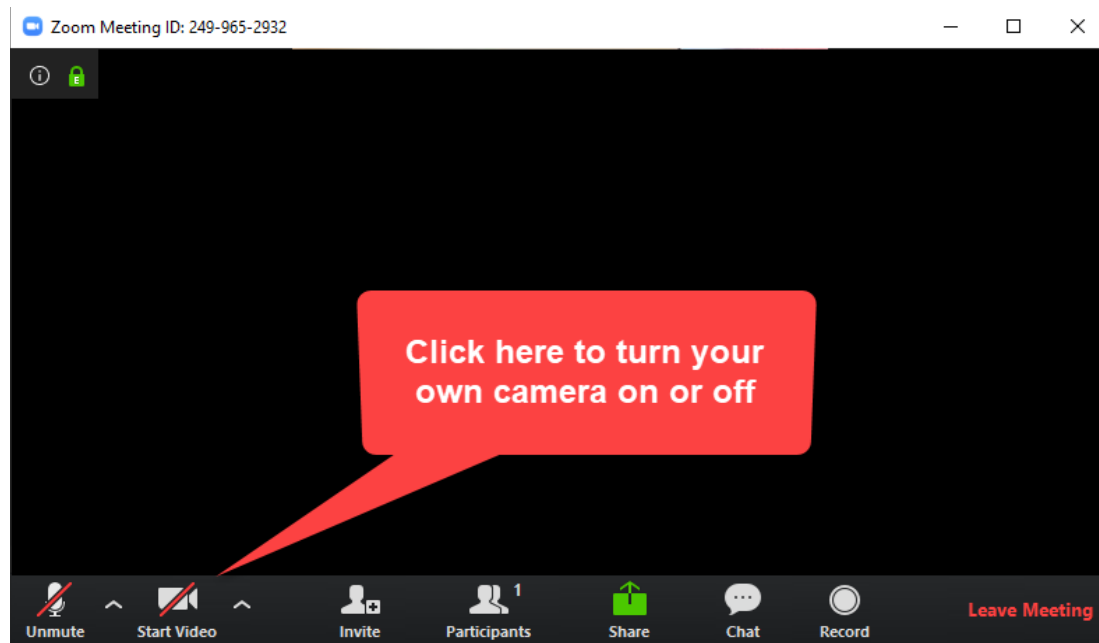 Zoom Meeting ID: 249-965-2932
E
Click here to turn your
own camera on or off
1
Unmute Start Video Invite Participants Share Chat Record Leave Meeting